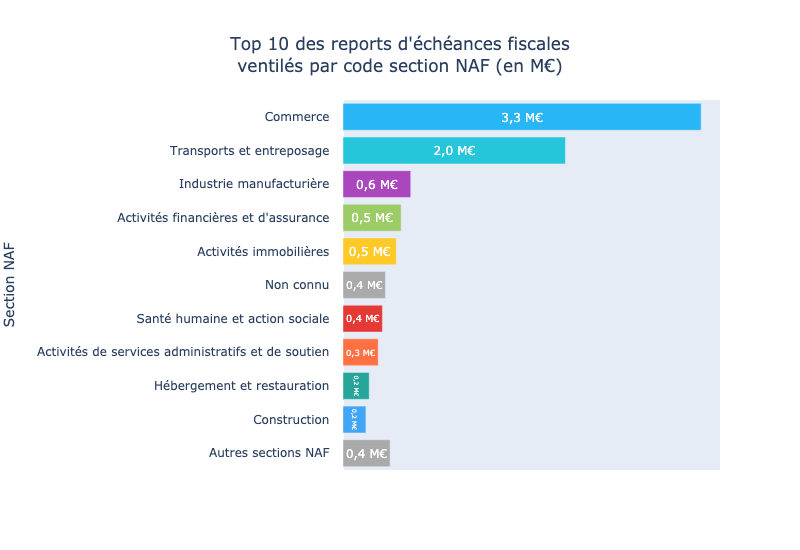 Top 10 des reports d'échéances fiscales
ventilés par code section NAF (en M€)
Section NAF
Commerce 3,3 M€
Transports et entreposage 2,0 M€
Industrie manufacturière 0,6 M€
Activités financières et d'assurance 0,5 M€
Activités immobilières 0,5 M€
Non connu 0,4 M€
Santé humaine et action sociale 0,4 M€
Activités de services administratifs et de soutien 0,3 M€
Hébergement et restauration 0,2 M€
Construction 0,2 M€
Autres sections NAF 0,4 M€